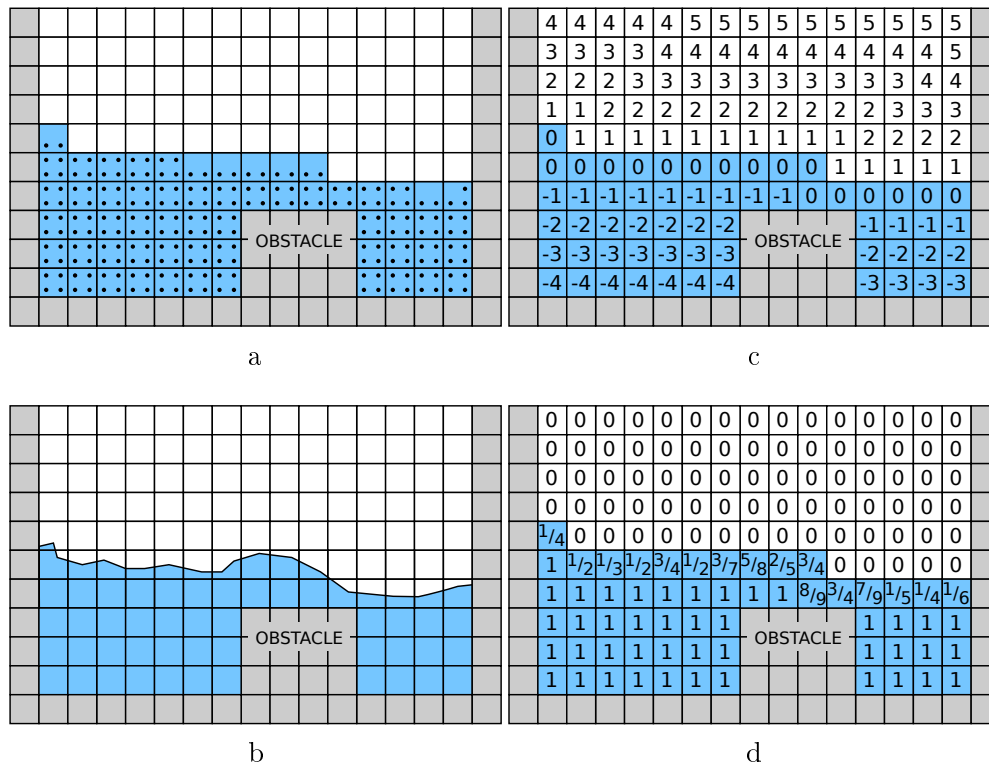 OBSTACLE
4 4 4 4 4 5 5 5 5 5 5 5 5 5 5
3 3 3 3 4 4 4 4 4 4 4 4 4 4 5
2 2 2 3 3 3 3 3 3 3 3 3 3 4 4
1 1 2 2 2 2 2 2 2 2 2 2 3 3 3
0 1 1 1 1 1 1 1 1 1 1 2 2 2 2
0 0 0 0 0 0 0 0 0 0 1 1 1 1 1
-1 -1 -1 -1 -1 -1 -1 -1 -1 0 0 0 0 0 0
-2 -2 -2 -2 -2 -2 -2 -1 -1 -1 -1
OBSTACLE
-3 -3 -3 -3 -3 -3 -3 -2 -2 -2 -2
-4 -4 -4 -4 -4 -4 -4 -3 -3 -3 -3
a c
OBSTACLE
0 0 0 0 0 0 0 0 0 0 0 0 0 0 0
0 0 0 0 0 0 0 0 0 0 0 0 0 0 0
0 0 0 0 0 0 0 0 0 0 0 0 0 0 0
0 0 0 0 0 0 0 0 0 0 0 0 0 0 0
1/4 0 0 0 0 0 0 0 0 0 0 0 0 0 0
1 1/2 1/3 1/2 3/4 1/2 3/7 5/8 2/5 3/4 0 0 0 0 0
1 1 1 1 1 1 1 1 1 8/9 3/4 7/9 1/5 1/4 1/6
1 1 1 1 1 1 1 1 1 1 1
OBSTACLE
1 1 1 1 1 1 1 1 1 1 1
1 1 1 1 1 1 1 1 1 1 1
b d